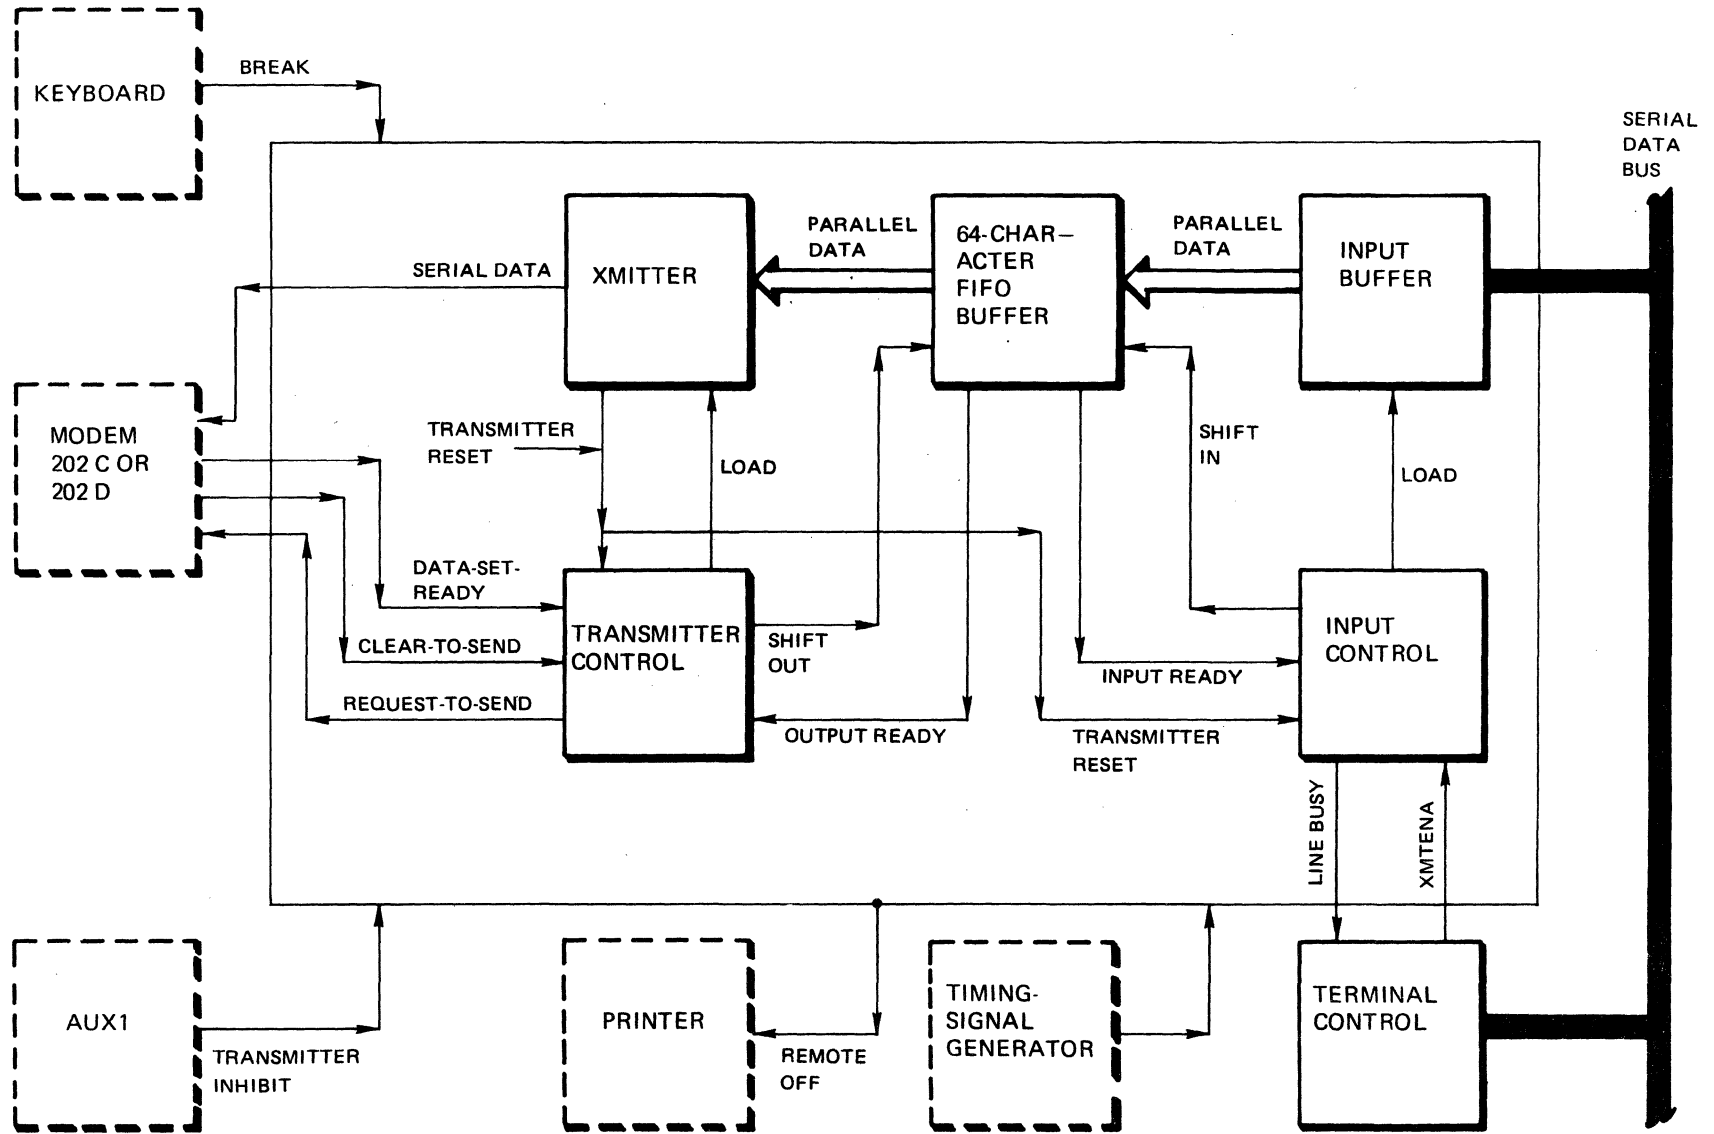 KEYBOARD
BREAK
SERIAL
DATA
BUS
XMITTER
PARALLEL
DATA
64-CHAR—
ACTER
FIFO
BUFFER
PARALLEL
DATA
INPUT
BUFFER
SERIAL DATA
MODEM
202 C OR
202 D
TRANSMITTER
RESET
LOAD
SHIFT
IN
LOAD
DATA-SET-
READY
CLEAR-TO-SEND
REQUEST-TO-SEND
TRANSMITTER
CONTROL
SHIFT
OUT
OUTPUT READY
INPUT READY
TRANSMITTER
RESET
INPUT
CONTROL
LINE BUSY
XMTENA
AUX1
TRANSMITTER
INHIBIT
PRINTER
REMOTE
OFF
TIMING-
SIGNAL
GENERATOR
TERMINAL
CONTROL